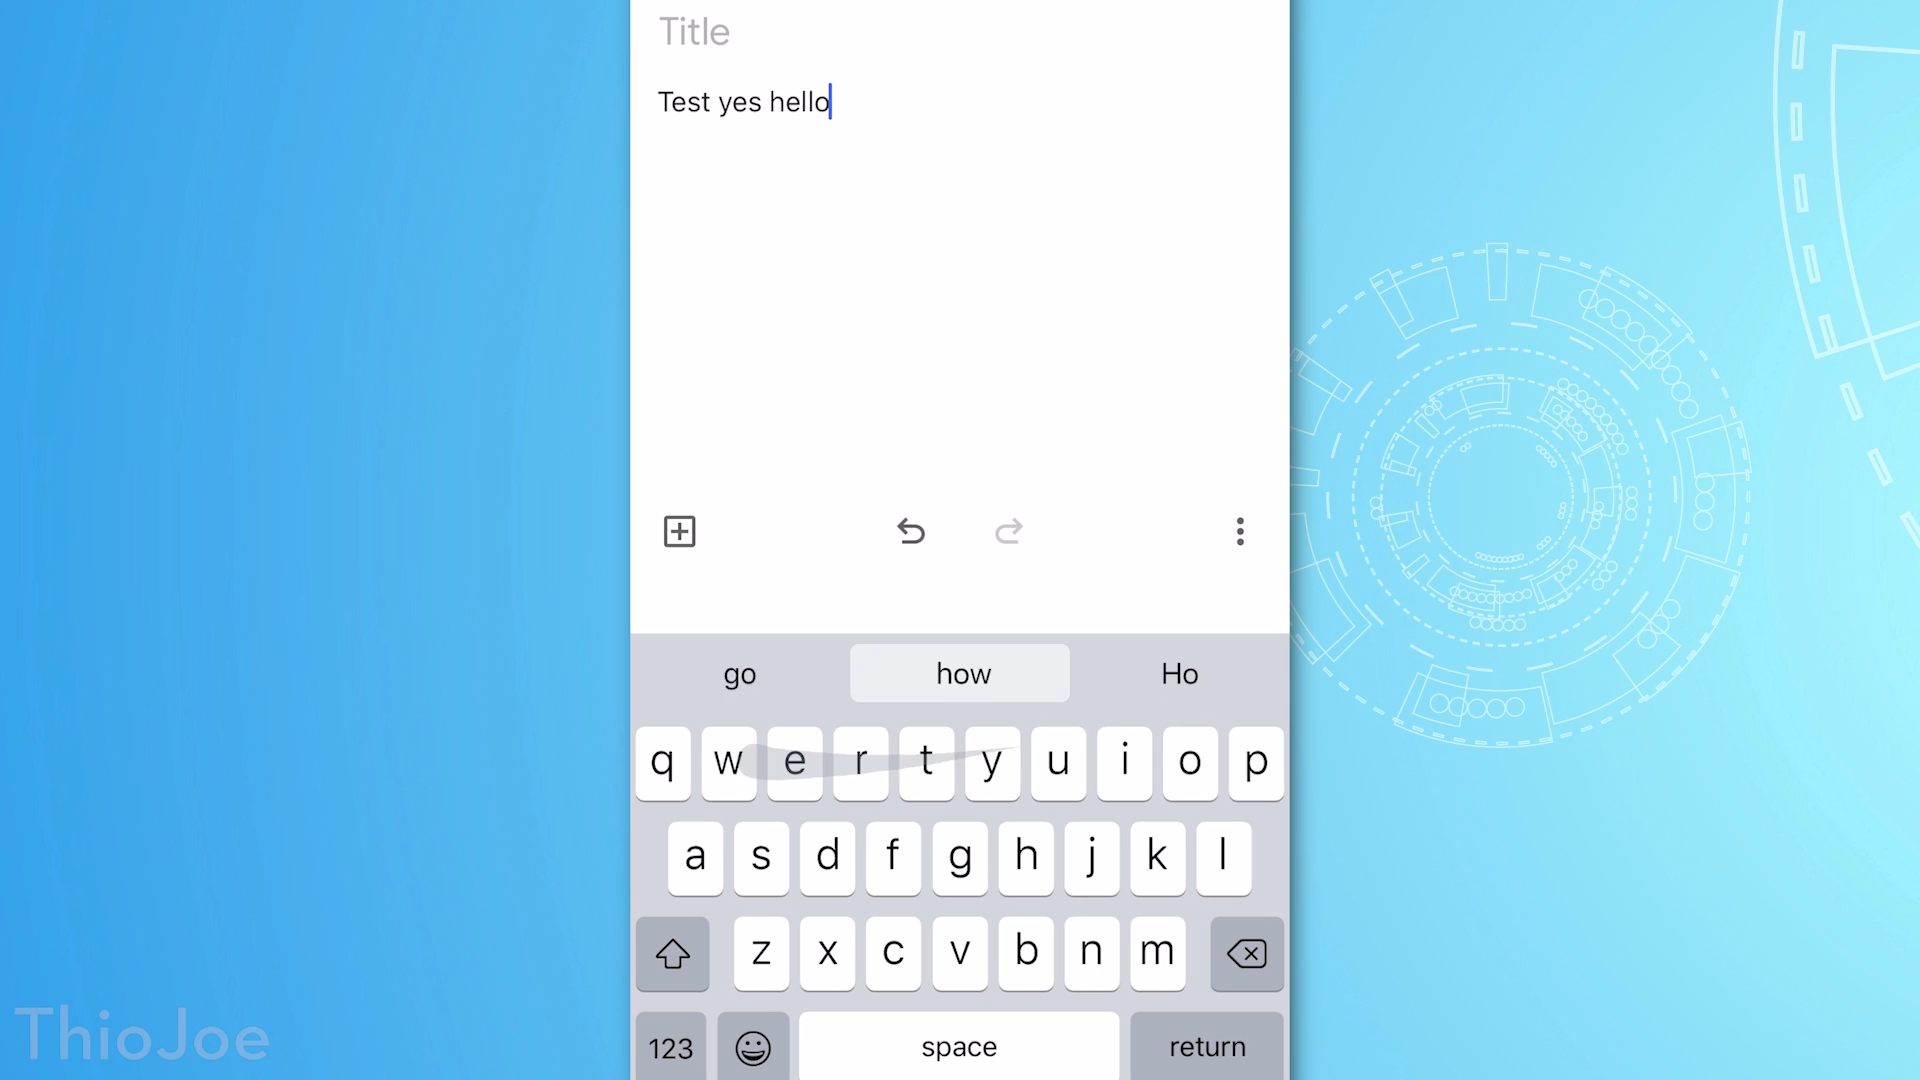 Title
Test yes hello
go how Ho
q w e r t y u i o p
a s d f g h j k l
z x c v b n m
123 space return
ThioJoe